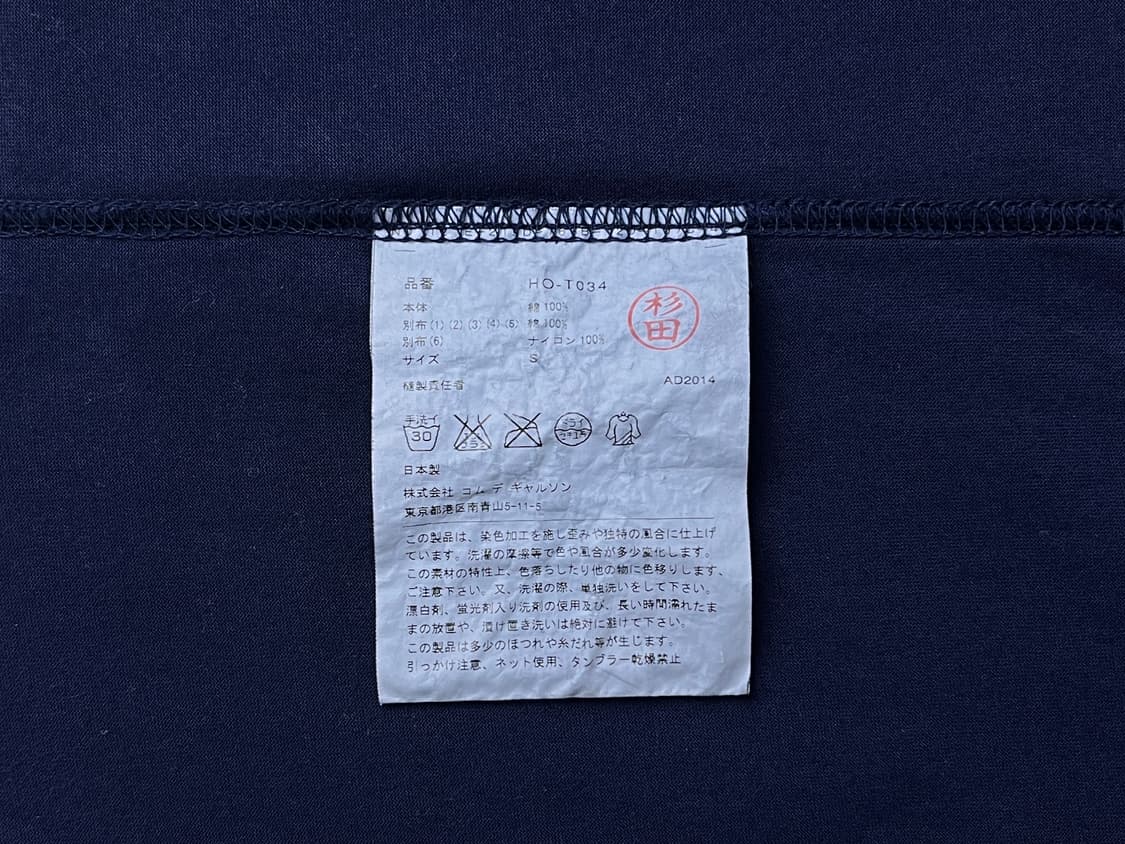 品番 HO-T034
本体 綿 100%
別布(1)(2)(3)(4)(5) 綿 100%
別布(6) ナイロン 100%
サイズ S
杉田
縫製責任者 AD2014
手洗イ 30
エンソサラシ
ドライ セキユ系
日本製
株式会社 コム デ ギャルソン
東京都港区南青山5-11-5
この製品は、染色加工を施し歪みや独特の風合に仕上げ
ています。洗濯の摩擦等で色や風合が多少変化します。
この素材の特性上、色落ちしたり他の物に色移りします、
ご注意下さい。又、洗濯の際、単独洗いをして下さい。
漂白剤、蛍光剤入り洗剤の使用及び、長い時間濡れたま
まの放置や、漬け置き洗いは絶対に避けて下さい。
この製品は多少のほつれや糸だれ等が生じます。
引っかけ注意、ネット使用、タンブラー乾燥禁止